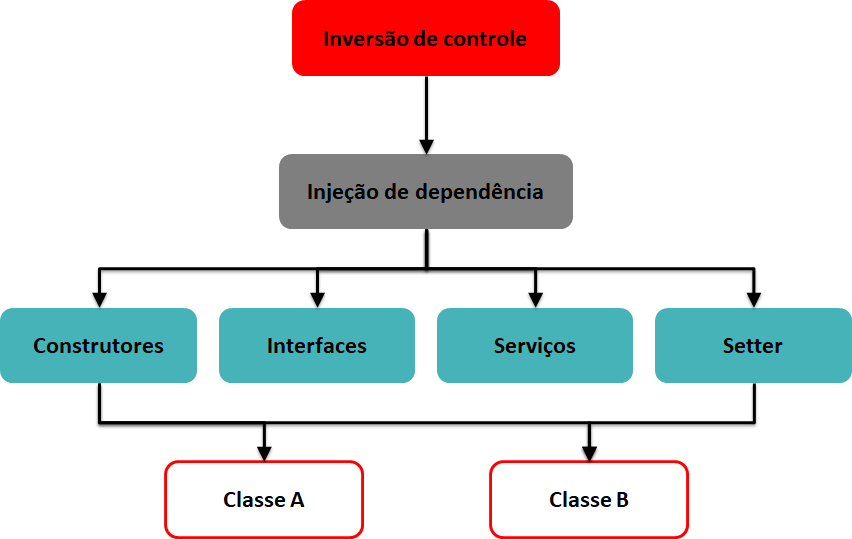 Inversão de controle
Injeção de dependência
Construtores
Interfaces
Serviços
Setter
Classe A
Classe B